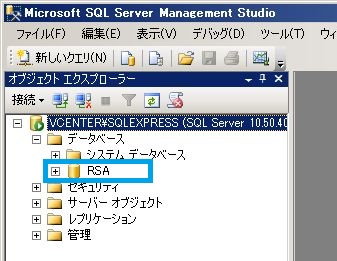 Microsoft SQL Server Management Studio
ファイル(F) 編集(E) 表示(V) デバッグ(D) ツール(T) ウィ
新しいクエリ(N)
オブジェクト エクスプローラー
接続
VCENTER¥SQLEXPRESS (SQL Server 10.50.40
データベース
システム データベース
RSA
セキュリティ
サーバー オブジェクト
レプリケーション
管理